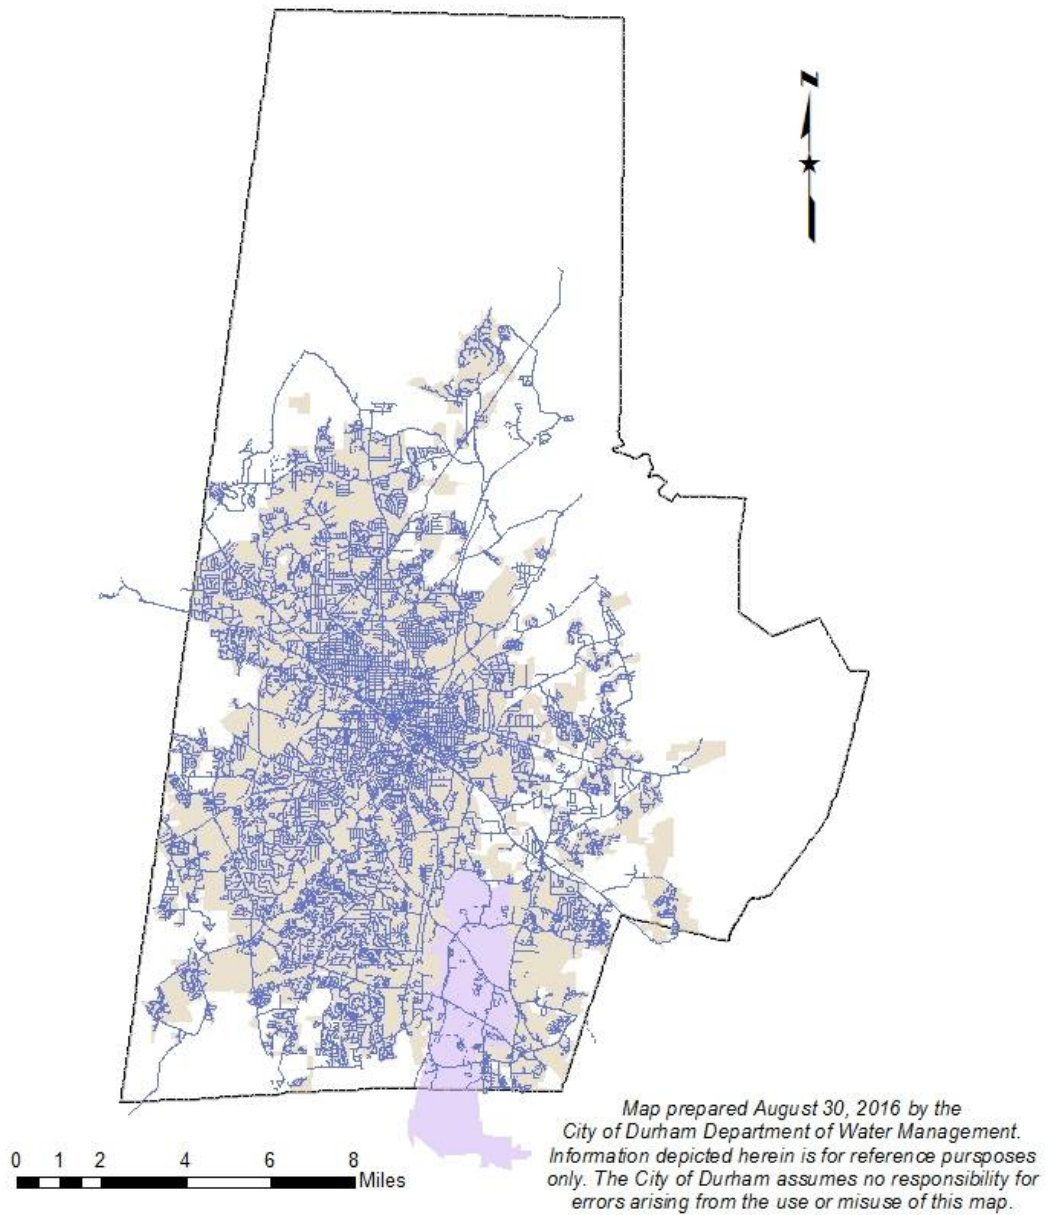 N
Map prepared August 30, 2016 by the
City of Durham Department of Water Management.
Information depicted herein is for reference pursposes
only. The City of Durham assumes no responsibility for
errors arising from the use or misuse of this map.
0 1 2 4 6 8
Miles